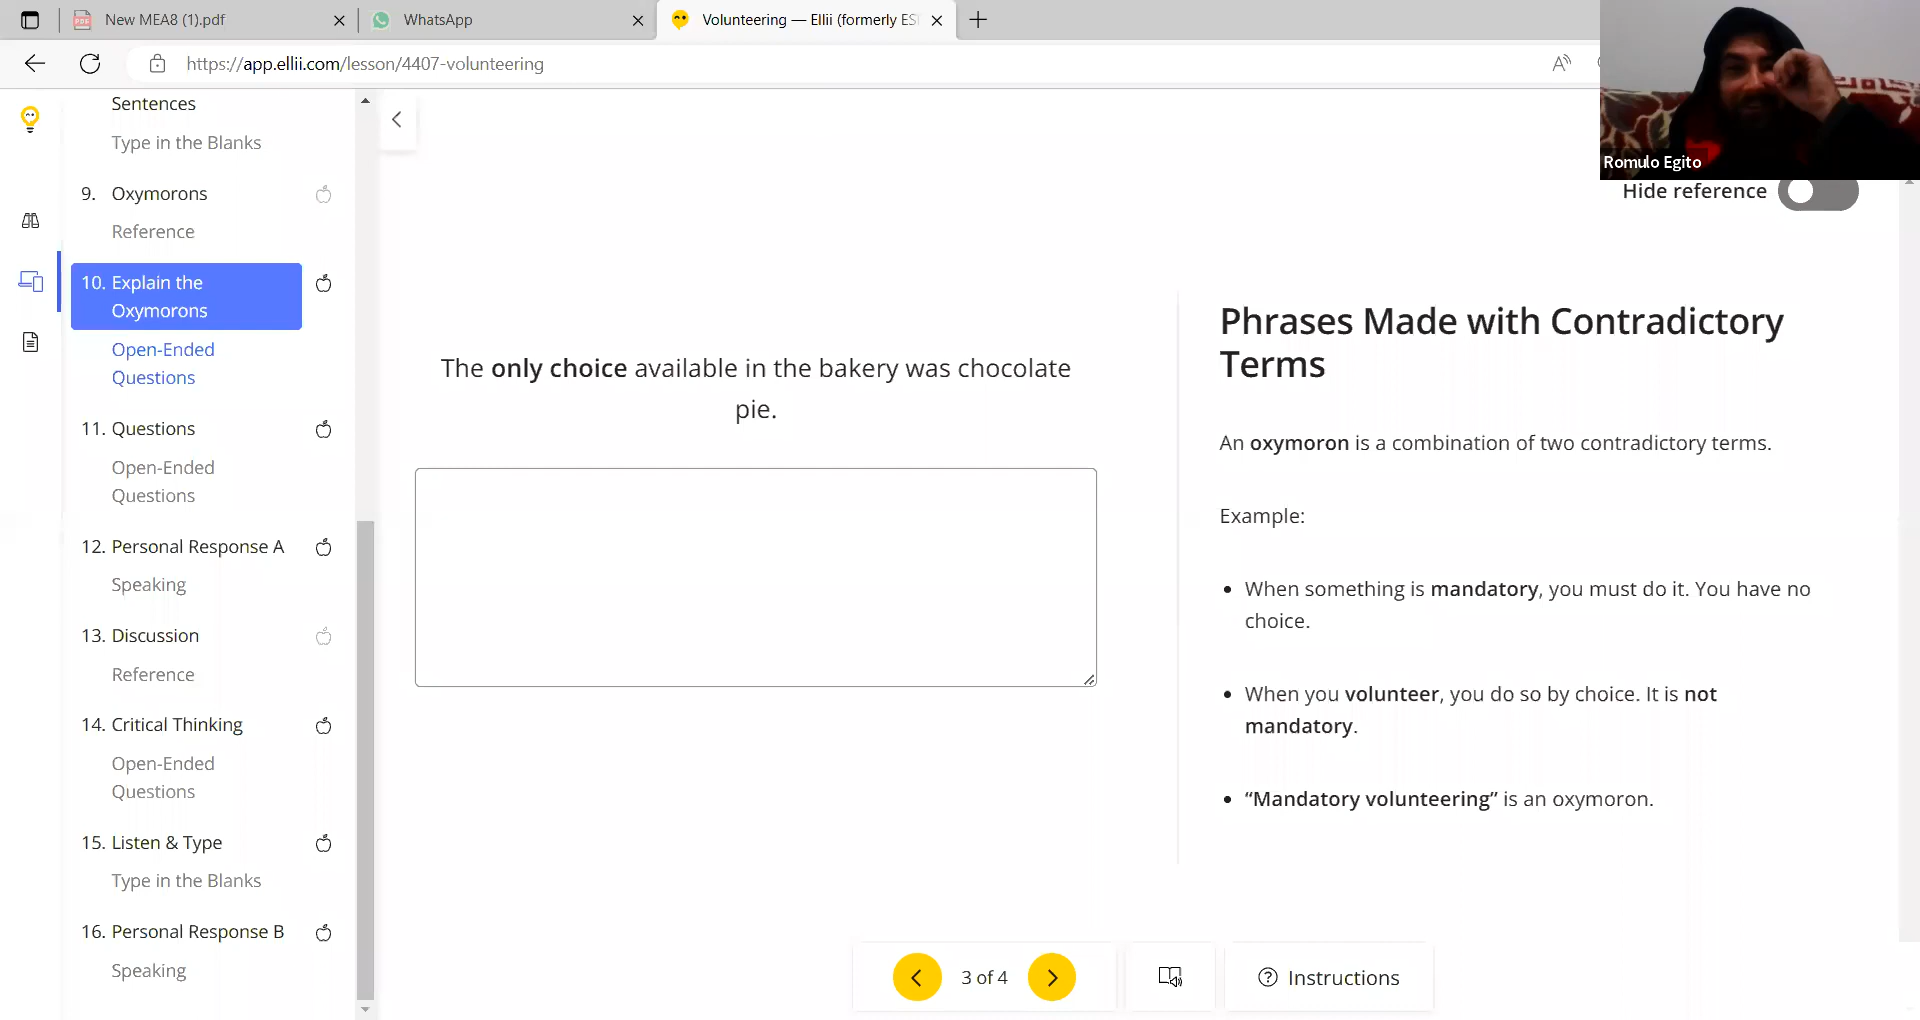 New MEA8 (1).pdf
WhatsApp
Volunteering — Ellii (formerly ES
https://app.ellii.com/lesson/4407-volunteering
Romulo Egito
Hide reference
Sentences
Type in the Blanks
9. Oxymorons
Reference
10. Explain the
Oxymorons
Open-Ended
Questions
11. Questions
Open-Ended
Questions
12. Personal Response A
Speaking
13. Discussion
Reference
14. Critical Thinking
Open-Ended
Questions
15. Listen & Type
Type in the Blanks
16. Personal Response B
Speaking
The only choice available in the bakery was chocolate
pie.
Phrases Made with Contradictory
Terms
An oxymoron is a combination of two contradictory terms.
Example:
• When something is mandatory, you must do it. You have no
choice.
• When you volunteer, you do so by choice. It is not
mandatory.
• “Mandatory volunteering” is an oxymoron.
3 of 4
Instructions